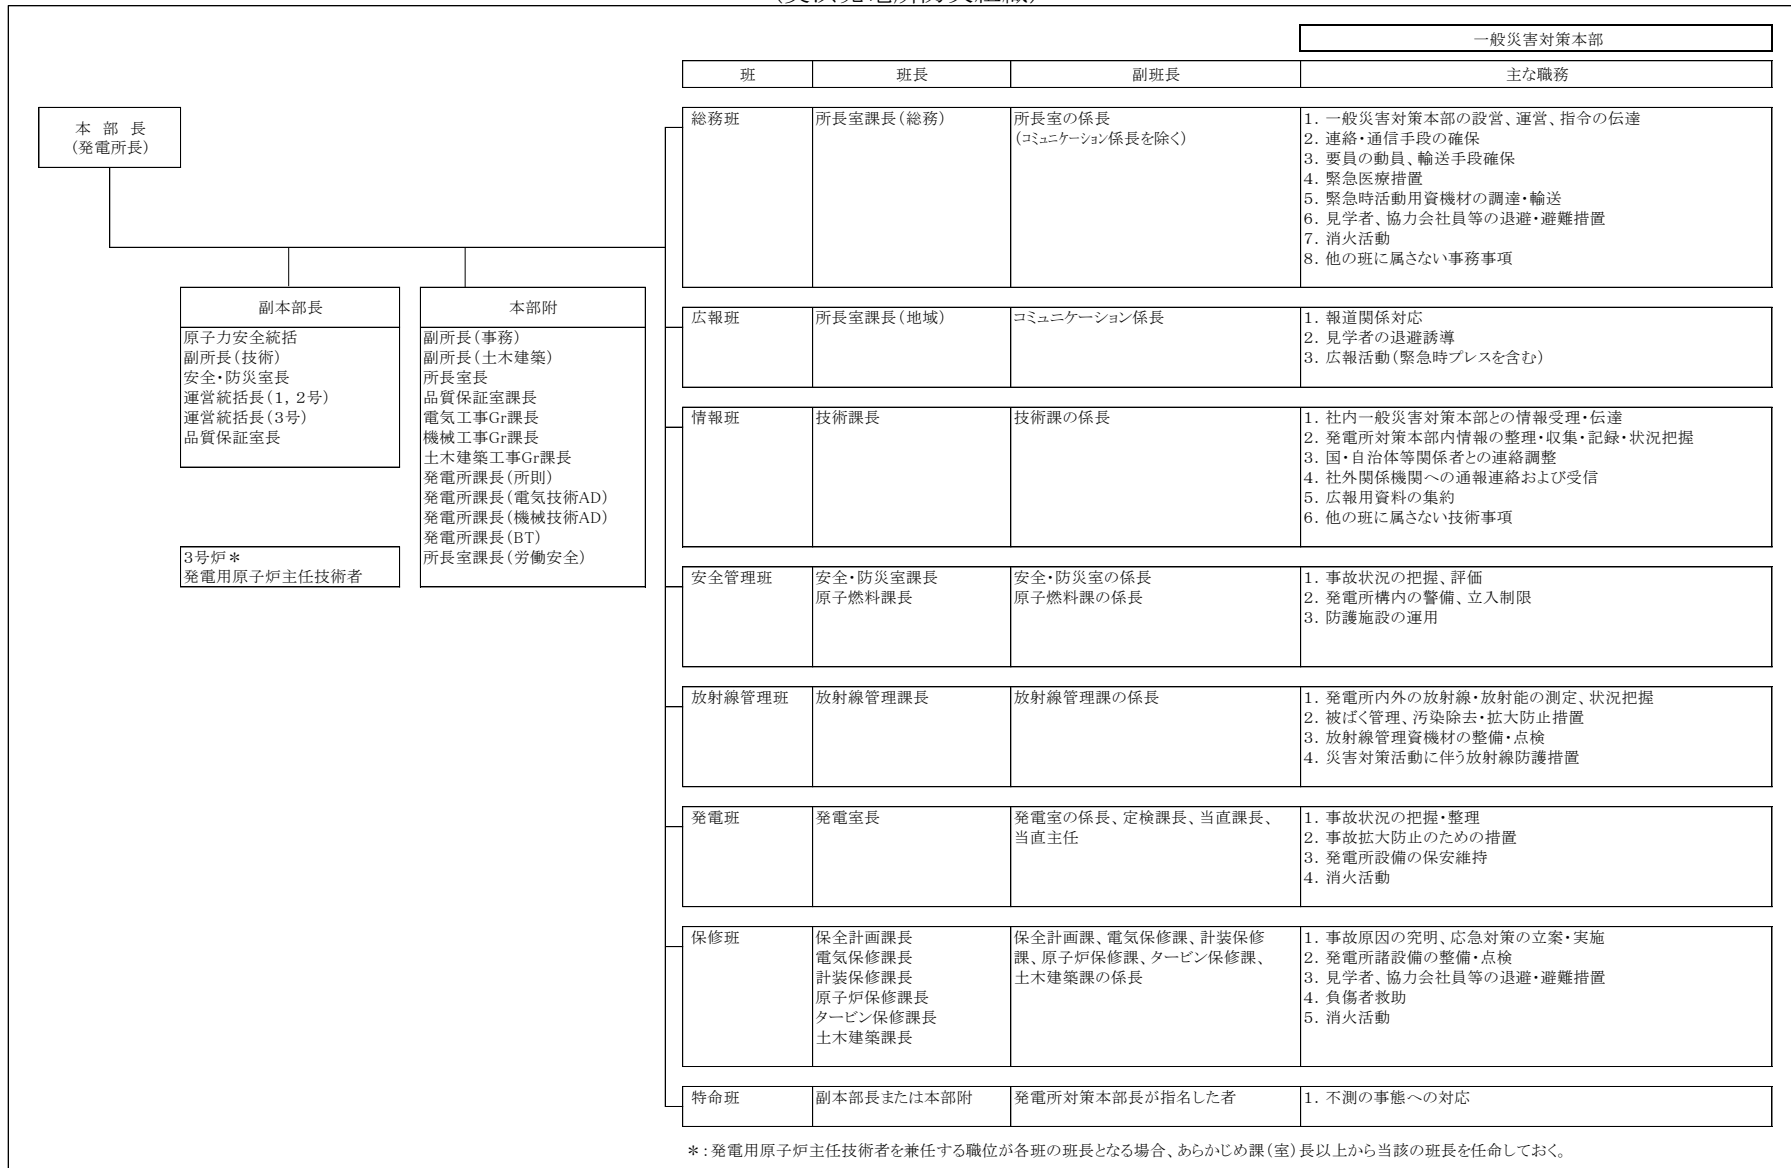 一般災害対策本部
班 班長 副班長 主な職務
本 部 長
(発電所長)
総務班 所長室課長(総務) 所長室の係長 1. 一般災害対策本部の設営、運営、指令の伝達
(コミュニケーション係長を除く) 2. 連絡・通信手段の確保
3. 要員の動員、輸送手段確保
4. 緊急医療措置
5. 緊急時活動用資機材の調達・輸送
6. 見学者、協力会社員等の退避・避難措置
7. 消火活動
8. 他の班に属さない事務事項
副本部長
原子力安全統括
副所長(技術)
安全・防災室長
運営統括長(1, 2号)
運営統括長(3号)
品質保証室長
3号炉*
発電用原子炉主任技術者
本部附
副所長(事務)
副所長(土木建築)
所長室長
品質保証室課長
電気工事Gr課長
機械工事Gr課長
土木建築工事Gr課長
発電所課長(所則)
発電所課長(電気技術AD)
発電所課長(機械技術AD)
発電所課長(BT)
所長室課長(労働安全)
広報班 所長室課長(地域) コミュニケーション係長 1. 報道関係対応
2. 見学者の退避誘導
3. 広報活動(緊急時プレスを含む)
情報班 技術課長 技術課の係長 1. 社内一般災害対策本部との情報受理・伝達
2. 発電所対策本部内情報の整理・収集・記録・状況把握
3. 国・自治体等関係者との連絡調整
4. 社外関係機関への通報連絡および受信
5. 広報用資料の集約
6. 他の班に属さない技術事項
安全管理班 安全・防災室課長 安全・防災室の係長 1. 事故状況の把握、評価
原子燃料課長 原子燃料課の係長 2. 発電所構内の警備、立入制限
3. 防護施設の運用
放射線管理班 放射線管理課長 放射線管理課の係長 1. 発電所内外の放射線・放射能の測定、状況把握
2. 被ばく管理、汚染除去・拡大防止措置
3. 放射線管理資機材の整備・点検
4. 災害対策活動に伴う放射線防護措置
発電班 発電室長 発電室の係長、定検課長、当直課長、 1. 事故状況の把握・整理
当直主任 2. 事故拡大防止のための措置
3. 発電所設備の保安維持
4. 消火活動
保修班 保全計画課長 保全計画課、電気保修課、計装保修 1. 事故原因の究明、応急対策の立案・実施
電気保修課長 課、原子炉保修課、タービン保修課、 2. 発電所諸設備の整備・点検
計装保修課長 土木建築課の係長 3. 見学者、協力会社員等の退避・避難措置
原子炉保修課長 4. 負傷者救助
タービン保修課長 5. 消火活動
土木建築課長
特命班 副本部長または本部附 発電所対策本部長が指名した者 1. 不測の事態への対応
*:発電用原子炉主任技術者を兼任する職位が各班の班長となる場合、あらかじめ課(室)長以上から当該の班長を任命しておく。